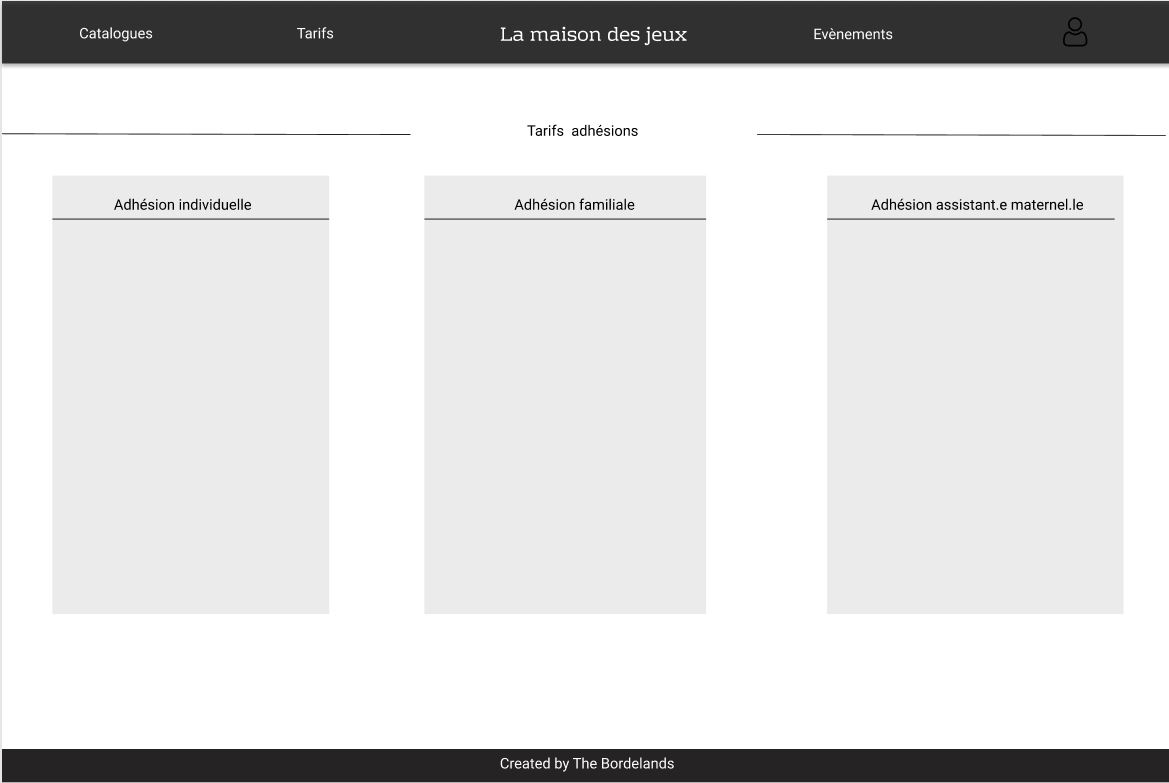 Catalogues
Tarifs
La maison des jeux
Evènements
Tarifs  adhésions
Adhésion individuelle
Adhésion familiale
Adhésion assistant.e maternel.le
Created by The Bordelands